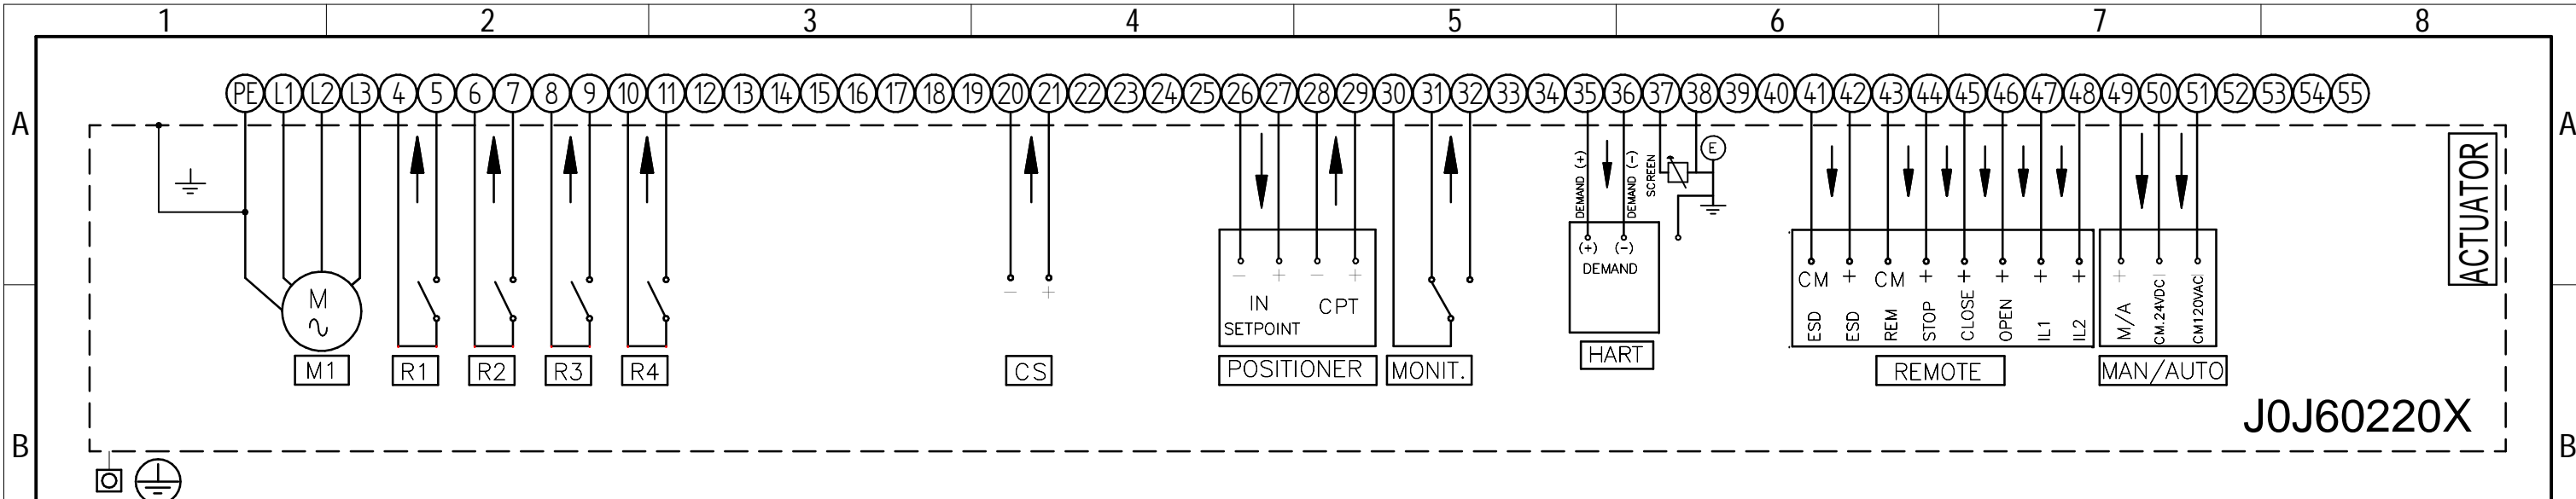 1 2 3 4 5 6 7 8
PE L1 L2 L3 4 5 6 7 8 9 10 11 12 13 14 15 16 17 18 19 20 21 22 23 24 25 26 27 28 29 30 31 32 33 34 35 36 37 38 39 40 41 42 43 44 45 46 47 48 49 50 51 52 53 54 55
A A
DEMAND (+) DEMAND (-) SCREEN E
ACTUATOR
(+) (-)
DEMAND
- + - + - +
CM + CM + + + + + +
M
IN CPT
SETPOINT
ESD ESD REM STOP CLOSE OPEN IL1 IL2 M/A CM.24VDC- CM120VAC-
M1 R1 R2 R3 R4 CS POSITIONER MONIT. HART REMOTE MAN/AUTO
J0J60220X
B B